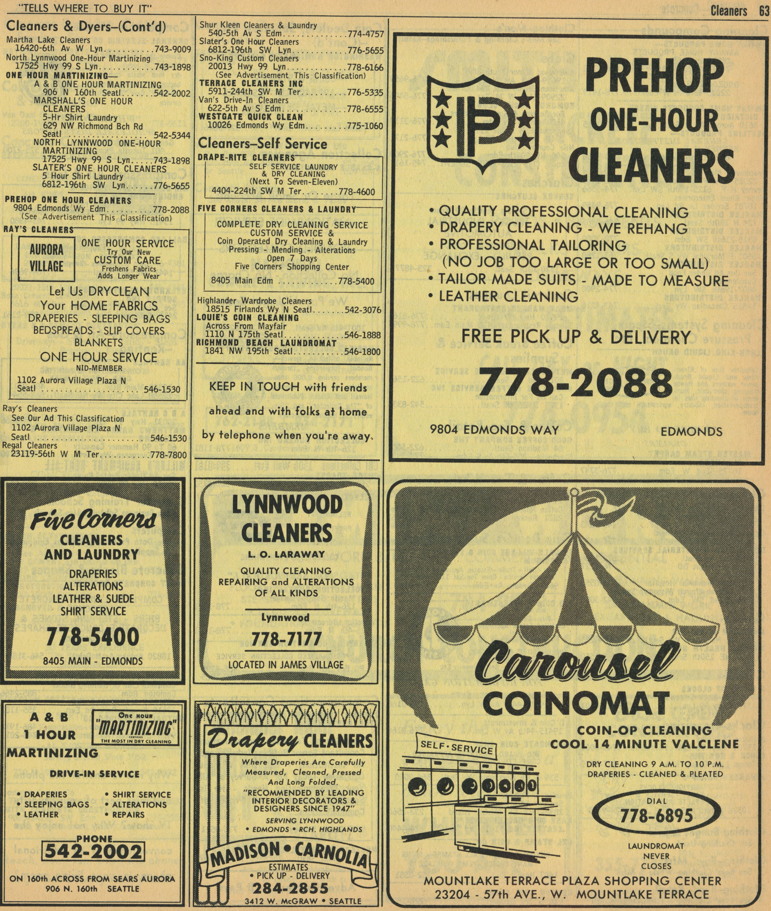 "TELLS WHERE TO BUY IT"
Cleaners 63
Cleaners & Dyers—(Cont'd)
Martha Lake Cleaners
16420-6th Av W Lyn...743-9009
North Lynnwood One-Hour Martinizing
17525 Hwy 99 S Lyn...743-1898
ONE HOUR MARTINIZING—
A & B ONE HOUR MARTINIZING
906 N 160th Seatl...542-2002
MARSHALL'S ONE HOUR
CLEANERS
5-Hr Shirt Laundry
629 NW Richmond Bch Rd
Seatl...542-5344
NORTH LYNNWOOD ONE-HOUR
MARTINIZING
17525 Hwy 99 S Lyn...743-1898
SLATER'S ONE HOUR CLEANERS
5 Hour Shirt Laundry
6812-196th SW Lyn...776-5655
PREHOP ONE HOUR CLEANERS
9804 Edmonds Wy Edm...778-2088
(See Advertisement This Classification)
RAY'S CLEANERS
AURORA
VILLAGE
ONE HOUR SERVICE
Try Our New
CUSTOM CARE
Freshens Fabrics
Adds Longer Wear
Let Us DRYCLEAN
Your HOME FABRICS
DRAPERIES - SLEEPING BAGS
BEDSPREADS - SLIP COVERS
BLANKETS
ONE HOUR SERVICE
NID-MEMBER
1102 Aurora Village Plaza N
Seatl...546-1530
Ray's Cleaners
See Our Ad This Classification
1102 Aurora Village Plaza N
Seatl...546-1530
Regal Cleaners
23119-56th W M Ter...778-7800
Shur Kleen Cleaners & Laundry
540-5th Av S Edm...774-4757
Slater's One Hour Cleaners
6812-196th SW Lyn...776-5655
Sno-King Custom Cleaners
20013 Hwy 99 Lyn...778-6166
(See Advertisement This Classification)
TERRACE CLEANERS INC
5911-244th SW M Ter...776-5335
Van's Drive-In Cleaners
622-5th Av S Edm...778-6555
WESTGATE QUICK CLEAN
10026 Edmonds Wy Edm...775-1060
Cleaners—Self Service
DRAPE-RITE CLEANERS
SELF SERVICE LAUNDRY
& DRY CLEANING
(Next To Seven-Eleven)
4404-224th SW M Ter...778-4600
FIVE CORNERS CLEANERS & LAUNDRY
COMPLETE DRY CLEANING SERVICE
CUSTOM SERVICE &
Coin Operated Dry Cleaning & Laundry
Pressing - Mending - Alterations
Open 7 Days
Five Corners Shopping Center
8405 Main Edm...778-5400
Highlander Wardrobe Cleaners
18515 Firlands Wy N Seatl...542-3076
LOUIE'S COIN CLEANING
Across From Mayfair
1110 N 175th Seatl...546-1888
RICHMOND BEACH LAUNDROMAT
1841 NW 195th Seatl...546-1800
KEEP IN TOUCH with friends
ahead and with folks at home
by telephone when you're away.
P
PREHOP
ONE-HOUR
CLEANERS
• QUALITY PROFESSIONAL CLEANING
• DRAPERY CLEANING - WE REHANG
• PROFESSIONAL TAILORING
(NO JOB TOO LARGE OR TOO SMALL)
• TAILOR MADE SUITS - MADE TO MEASURE
• LEATHER CLEANING
FREE PICK UP & DELIVERY
778-2088
9804 EDMONDS WAY EDMONDS
Five Corners
CLEANERS
AND LAUNDRY
DRAPERIES
ALTERATIONS
LEATHER & SUEDE
SHIRT SERVICE
778-5400
8405 MAIN - EDMONDS
LYNNWOOD
CLEANERS
L. O. LARAWAY
QUALITY CLEANING
REPAIRING and ALTERATIONS
OF ALL KINDS
Lynnwood
778-7177
LOCATED IN JAMES VILLAGE
A & B
1 HOUR
MARTINIZING
ONE HOUR
"MARTINIZING"
THE MOST IN DRY CLEANING
DRIVE-IN SERVICE
• DRAPERIES
• SLEEPING BAGS
• LEATHER
• SHIRT SERVICE
• ALTERATIONS
• REPAIRS
PHONE
542-2002
ON 160th ACROSS FROM SEARS AURORA
906 N. 160th SEATTLE
Drapery CLEANERS
Where Draperies Are Carefully
Measured, Cleaned, Pressed
And Long Folded.
"RECOMMENDED BY LEADING
INTERIOR DECORATORS &
DESIGNERS SINCE 1947"
SERVING LYNNWOOD
• EDMONDS • RCH. HIGHLANDS
MADISON • CARNOLIA
ESTIMATES
• PICK-UP - DELIVERY
284-2855
3412 W. McGRAW • SEATTLE
Carousel
COINOMAT
SELF-SERVICE
COIN-OP CLEANING
COOL 14 MINUTE VALCLENE
DRY CLEANING 9 A.M. TO 10 P.M.
DRAPERIES - CLEANED & PLEATED
DIAL
778-6895
LAUNDROMAT
NEVER
CLOSES
MOUNTLAKE TERRACE PLAZA SHOPPING CENTER
23204 - 57th AVE., W. MOUNTLAKE TERRACE